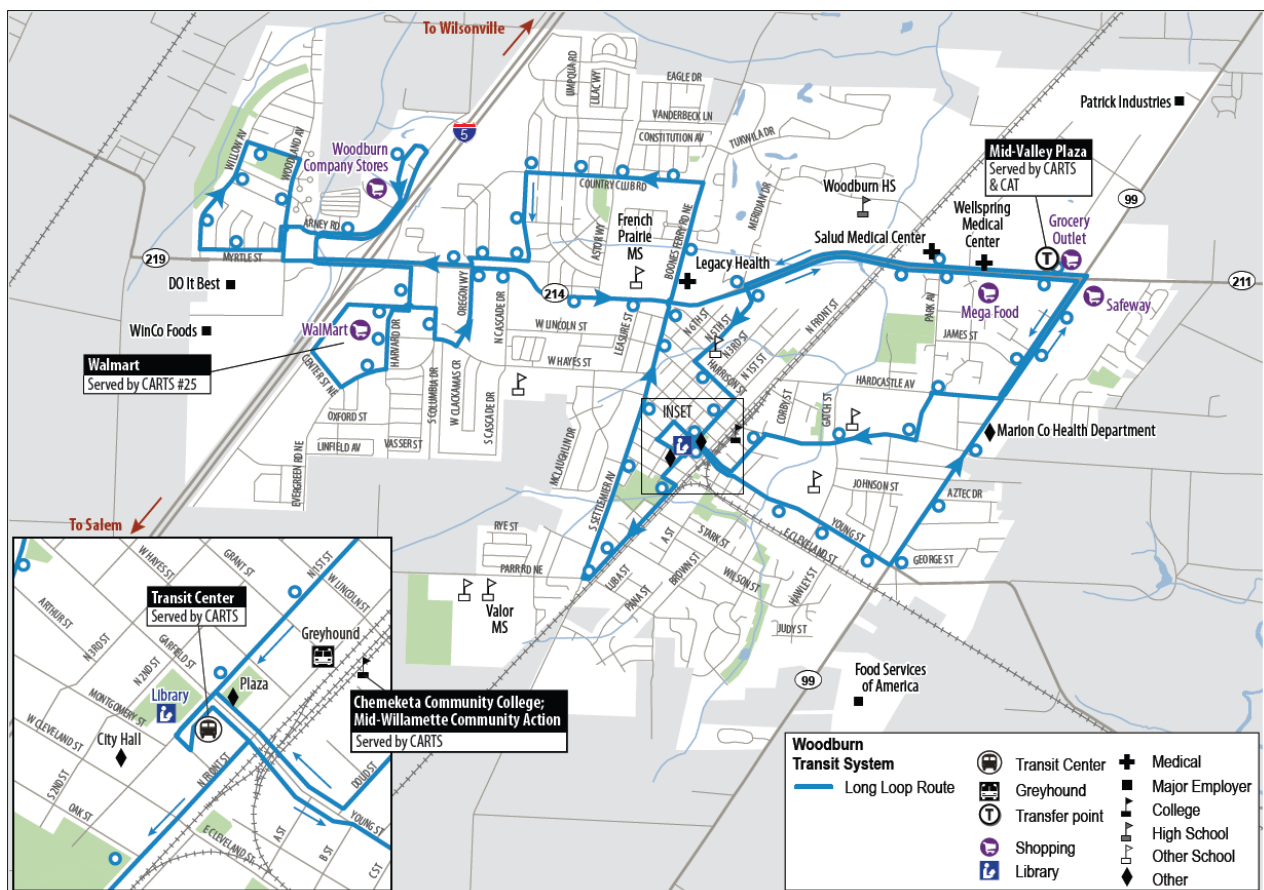 To Wilsonville
5
UMPQUA RD
LILAC WY
EAGLE DR
VANDERBECK LN
CONSTITUTION AV
TUKWILA DR
Patrick Industries
WILLOW AV
WOODLAND AV
Woodburn
Company Stores
ARNEY RD
COUNTRY CLUB RD
ASTOR WY
French
Prairie
MS
BOONES FERRY RD NE
MERIDIAN DR
Woodburn HS
Mid-Valley Plaza
Served by CARTS
& CAT
99
Wellspring
Medical
Center
Grocery
Outlet
Salud Medical Center
Legacy Health
219
MYRTLE ST
DO It Best
OREGON WY
N CASCADE DR
214
211
Safeway
Mega Food
PARK AV
JAMES ST
WinCo Foods
WalMart
HARVARD DR
CENTER ST NE
W LINCOLN ST
LEASURE ST
W HAYES ST
N 6TH ST
N 5TH ST
N 3RD ST
HARRISON ST
N 1ST ST
N FRONT ST
Walmart
Served by CARTS #25
S COLUMBIA DR
W CLACKAMAS CR
S CASCADE DR
HARDCASTLE AV
CORBY ST
GATCH ST
INSET
OXFORD ST
LINFIELD AV
VASSER ST
EVERGREEN RD NE
MCLAUGHLIN DR
S SETTLEMIER AV
Marion Co Health Department
JOHNSON ST
AZTEC DR
To Salem
RYE ST
PARR RD NE
A ST
STARK ST
BROWN ST
LIBA ST
PANA ST
WILSON ST
YOUNG ST
E CLEVELAND ST
GEORGE ST
HAWLEY ST
JUDY ST
Valor
MS
99
Food Services
of America
W HAYES ST
GRANT ST
N 1ST ST
W LINCOLN ST
ARTHUR ST
Transit Center
Served by CARTS
N 3RD ST
N 2ND ST
GARFIELD ST
Greyhound
MONTGOMERY ST
Library
Plaza
Chemeketa Community College;
Mid-Willamette Community Action
Served by CARTS
W CLEVELAND ST
City Hall
N FRONT ST
DOUD ST
S 2ND ST
OAK ST
E CLEVELAND ST
A ST
B ST
C ST
YOUNG ST
Woodburn
Transit System
Long Loop Route
Transit Center
Greyhound
T Transfer point
Shopping
Library
Medical
Major Employer
College
High School
Other School
Other